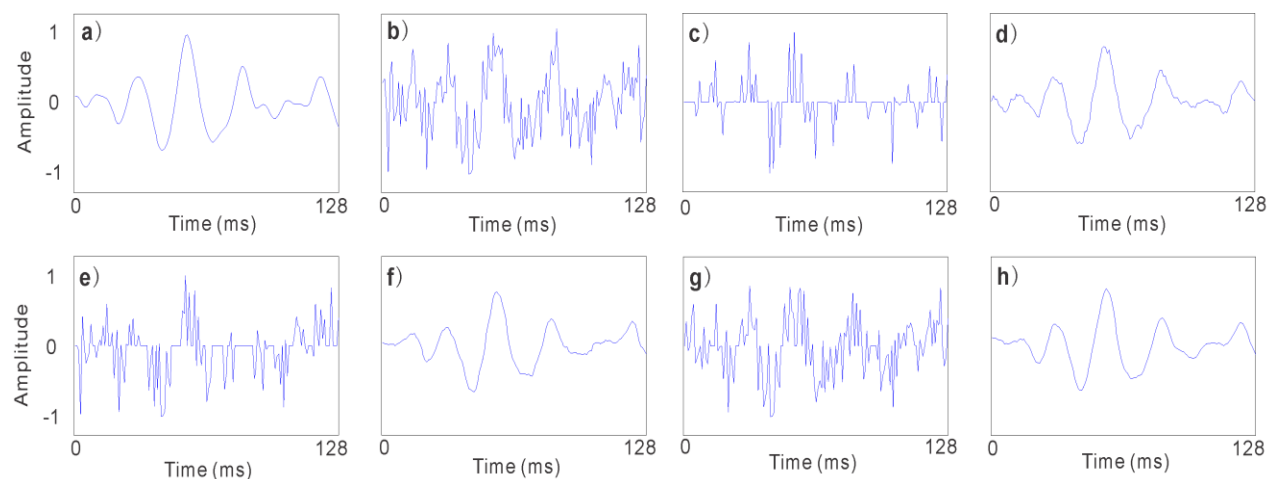 a) b) c) d)
Amplitude
1
0
-1
0 128 0 128 0 128 0 128
Time (ms) Time (ms) Time (ms) Time (ms)
e) f) g) h)
Amplitude
1
0
-1
0 128 0 128 0 128 0 128
Time (ms) Time (ms) Time (ms) Time (ms)